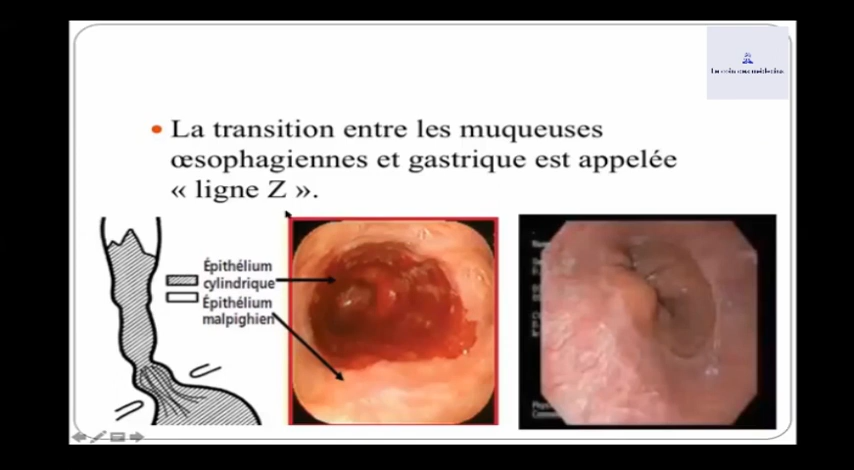 • La transition entre les muqueuses
œsophagiennes et gastrique est appelée
« ligne Z ».
Épithélium
cylindrique
Épithélium
malpighien